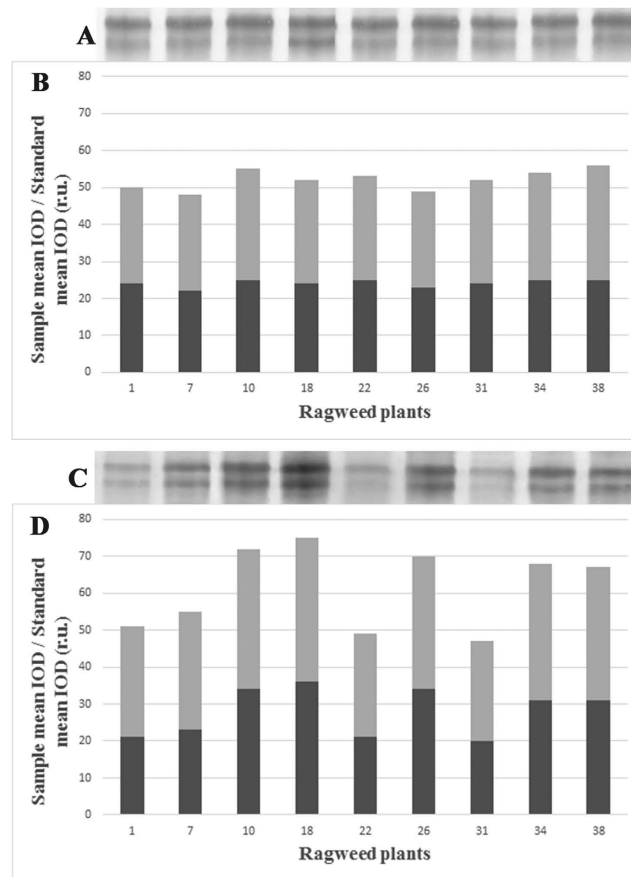 A
B
Sample mean IOD / Standard
mean IOD (r.u.)
80
70
60
50
40
30
20
10
0
1 7 10 18 22 26 31 34 38
Ragweed plants
C
D
Sample mean IOD / Standard
mean IOD (r.u.)
80
70
60
50
40
30
20
10
0
1 7 10 18 22 26 31 34 38
Ragweed plants